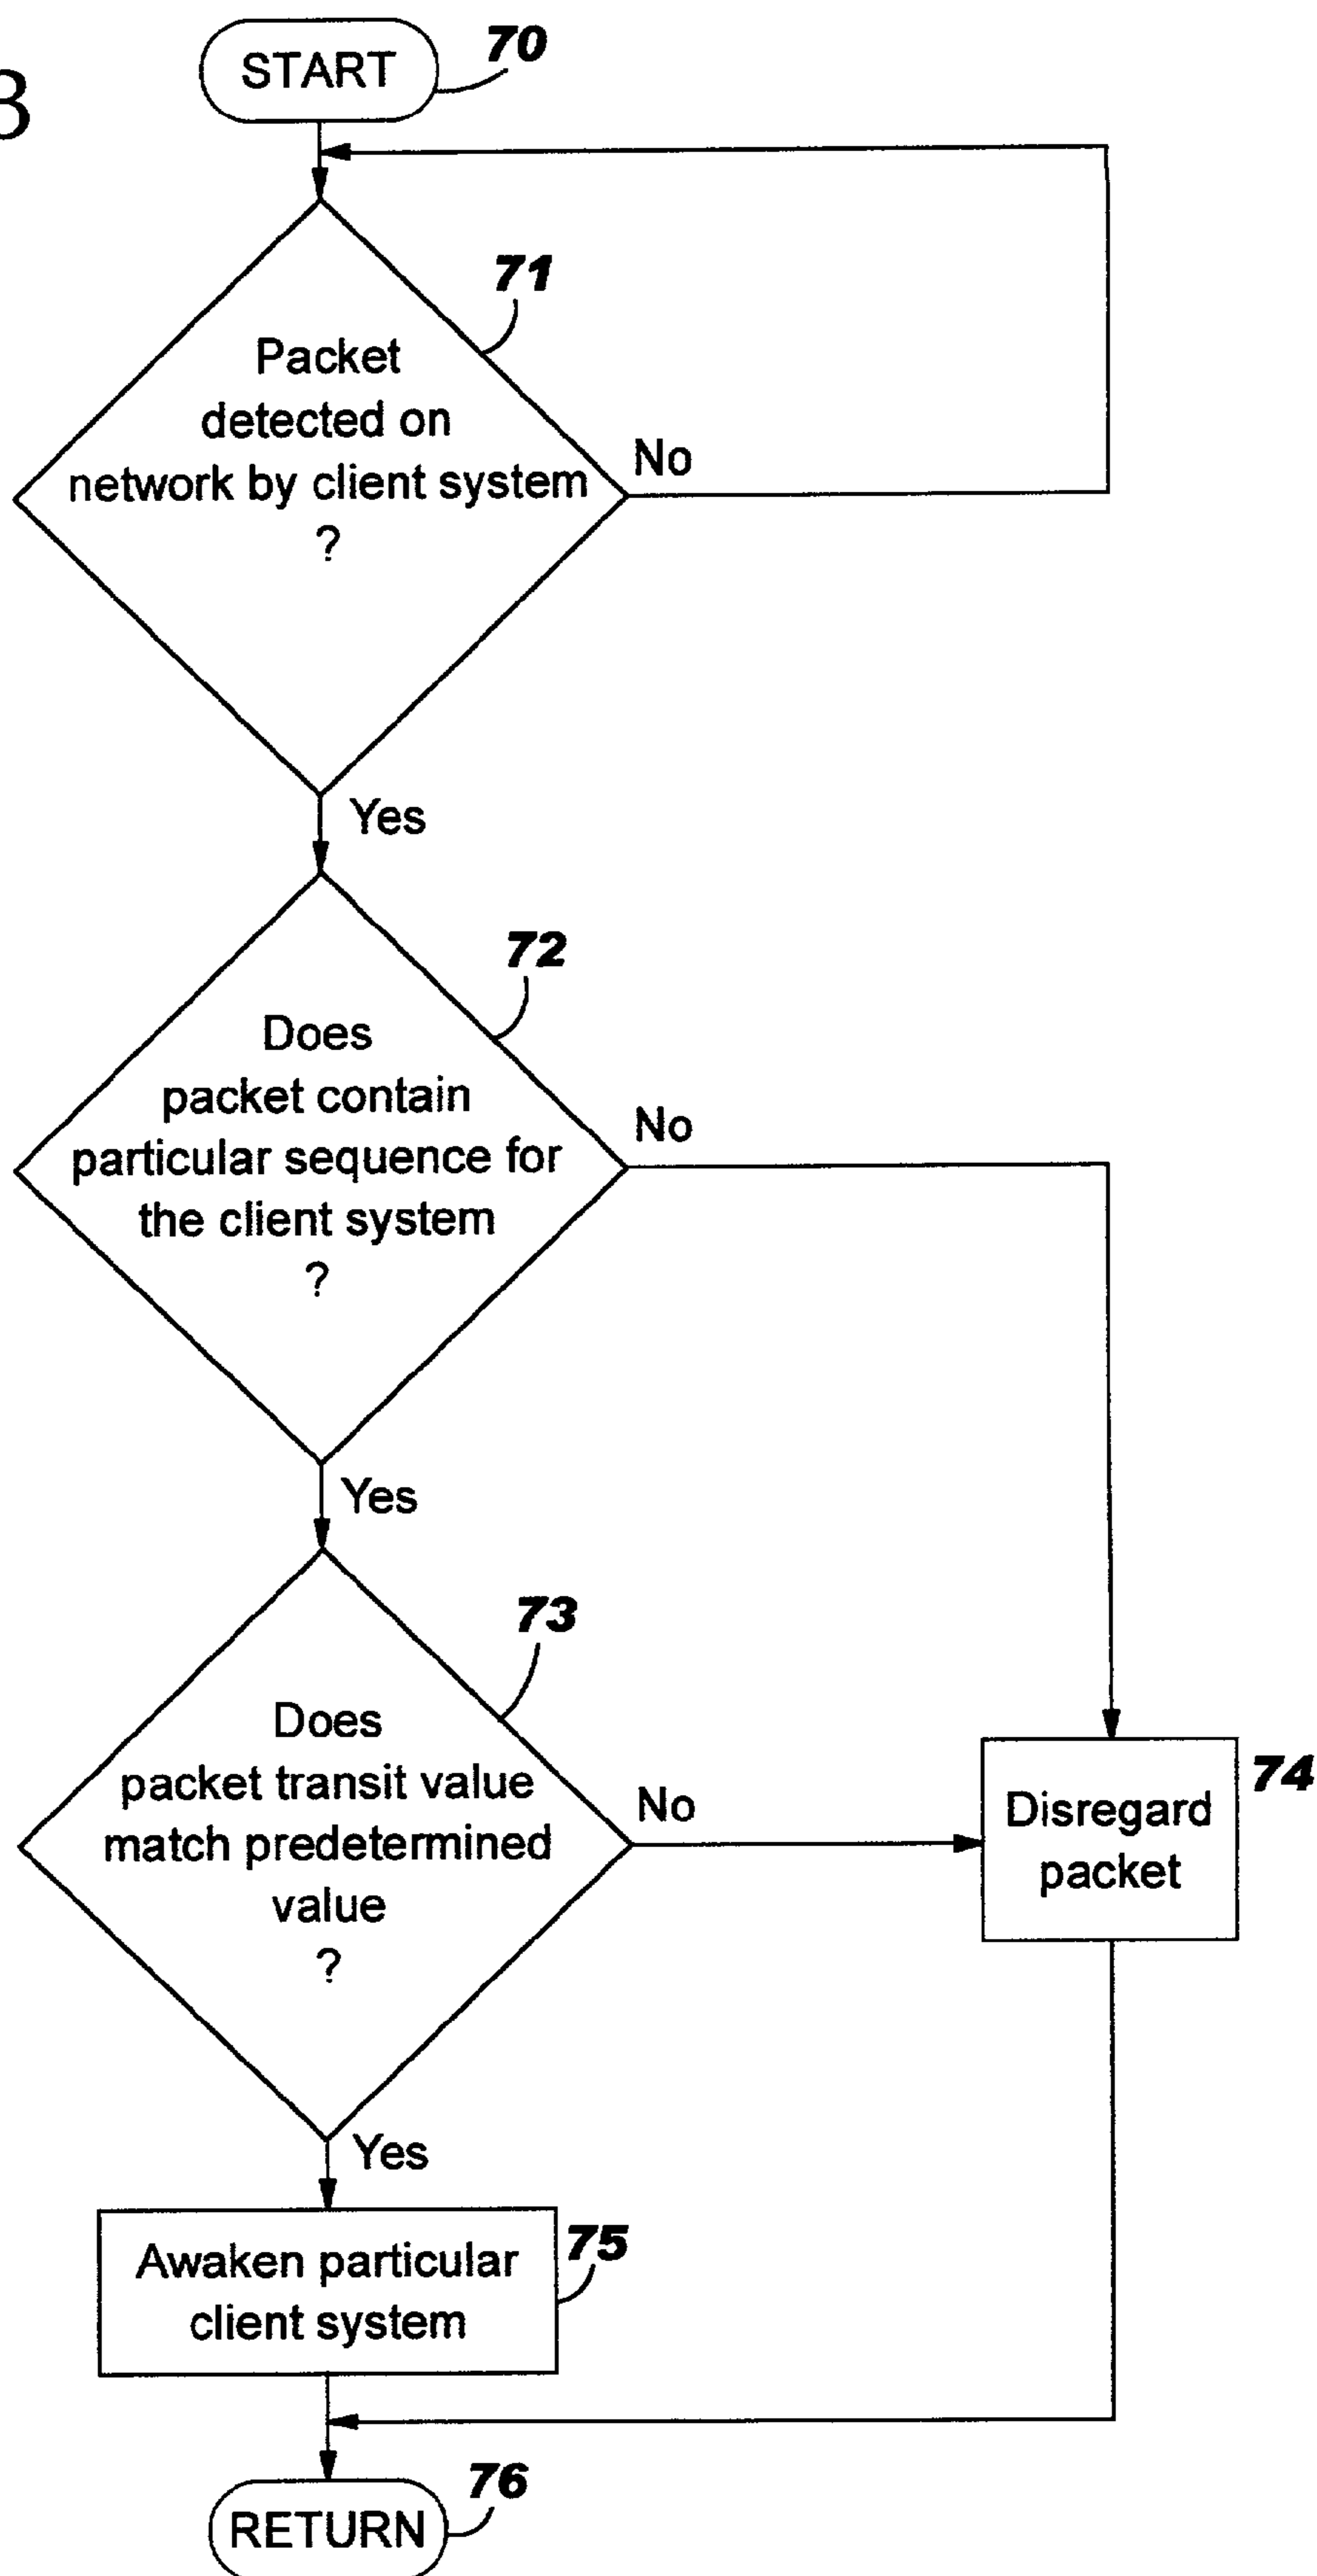 3
START
70
71
Packet
detected on
network by client system
?
No
Yes
72
Does
packet contain
particular sequence for
the client system
?
No
Yes
73
Does
packet transit value
match predetermined
value
?
No
74
Disregard
packet
Yes
75
Awaken particular
client system
76
RETURN